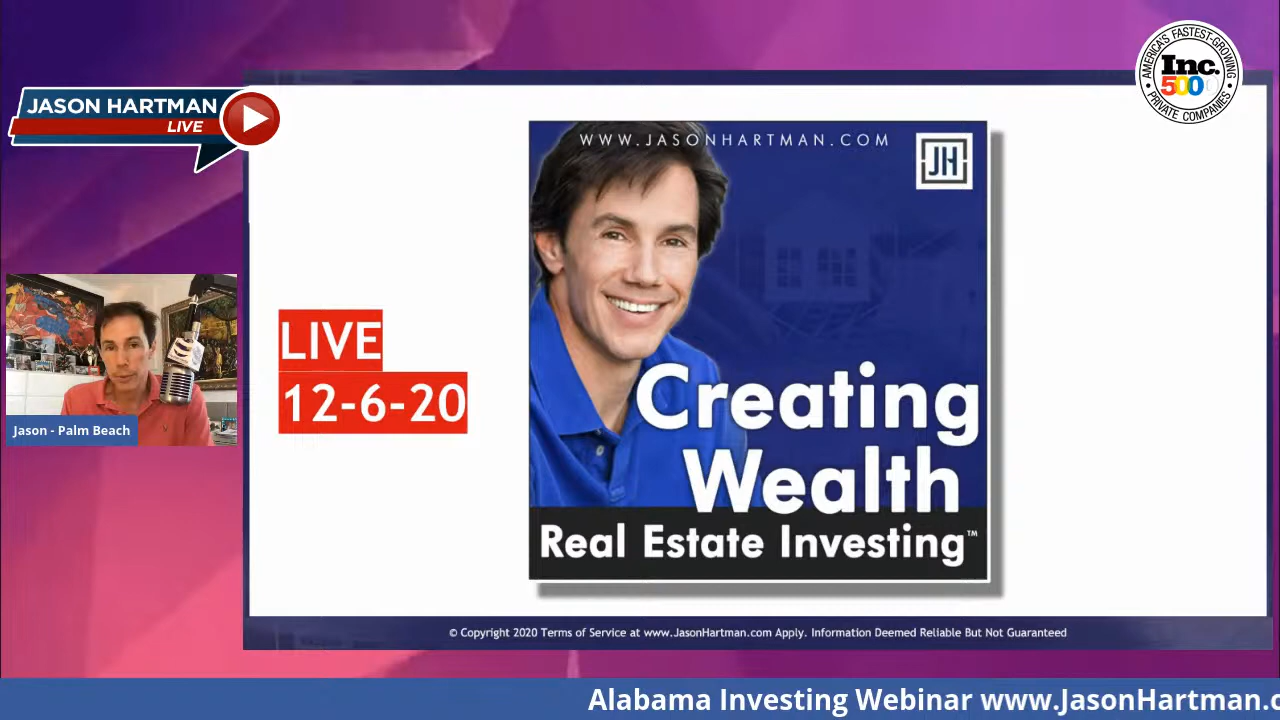 AMERICA'S FASTEST-GROWING
Inc.
500
PRIVATE COMPANIES
JASON HARTMAN
LIVE
WWW.JASONHARTMAN.COM
JH
LIVE
12-6-20
Creating
Wealth
Real Estate Investing™
Jason - Palm Beach
© Copyright 2020 Terms of Service at www.JasonHartman.com Apply. Information Deemed Reliable But Not Guaranteed
Alabama Investing Webinar www.JasonHartman.c